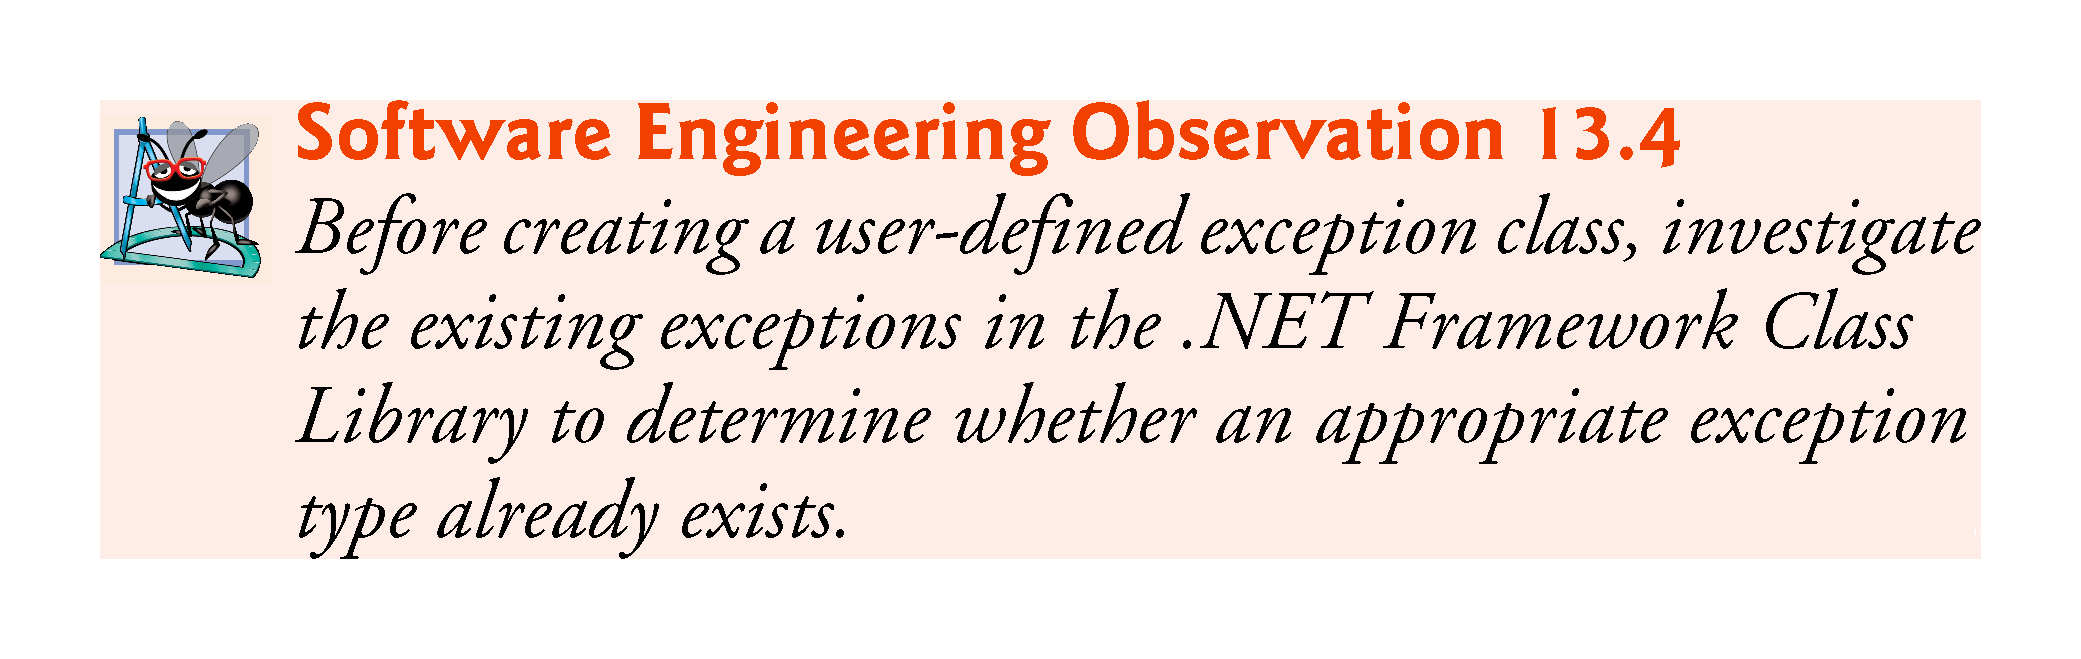 Software Engineering Observation 13.4
Before creating a user-defined exception class, investigate
the existing exceptions in the .NET Framework Class
Library to determine whether an appropriate exception
type already exists.